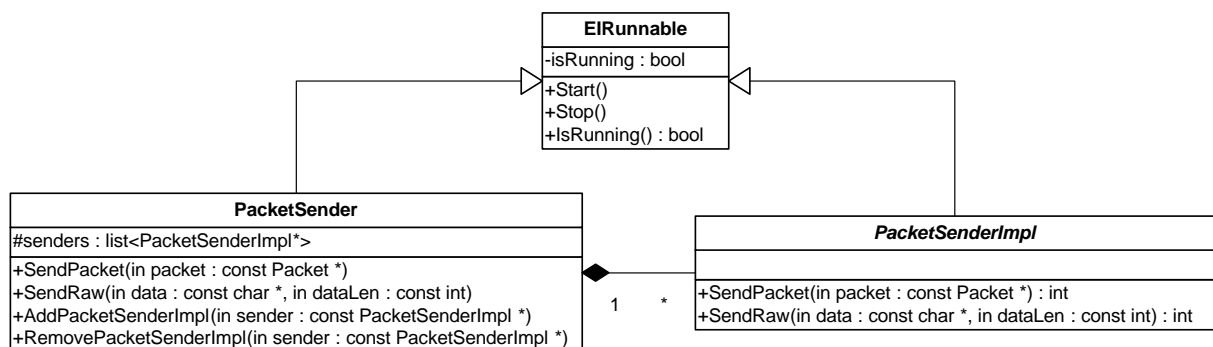 EIRunnable
-isRunning : bool
+Start()
+Stop()
+IsRunning() : bool
PacketSender
#senders : list<PacketSenderImpl*>
+SendPacket(in packet : const Packet *)
+SendRaw(in data : const char *, in dataLen : const int)
+AddPacketSenderImpl(in sender : const PacketSenderImpl *)
+RemovePacketSenderImpl(in sender : const PacketSenderImpl *)
1 *
PacketSenderImpl
+SendPacket(in packet : const Packet *) : int
+SendRaw(in data : const char *, in dataLen : const int) : int